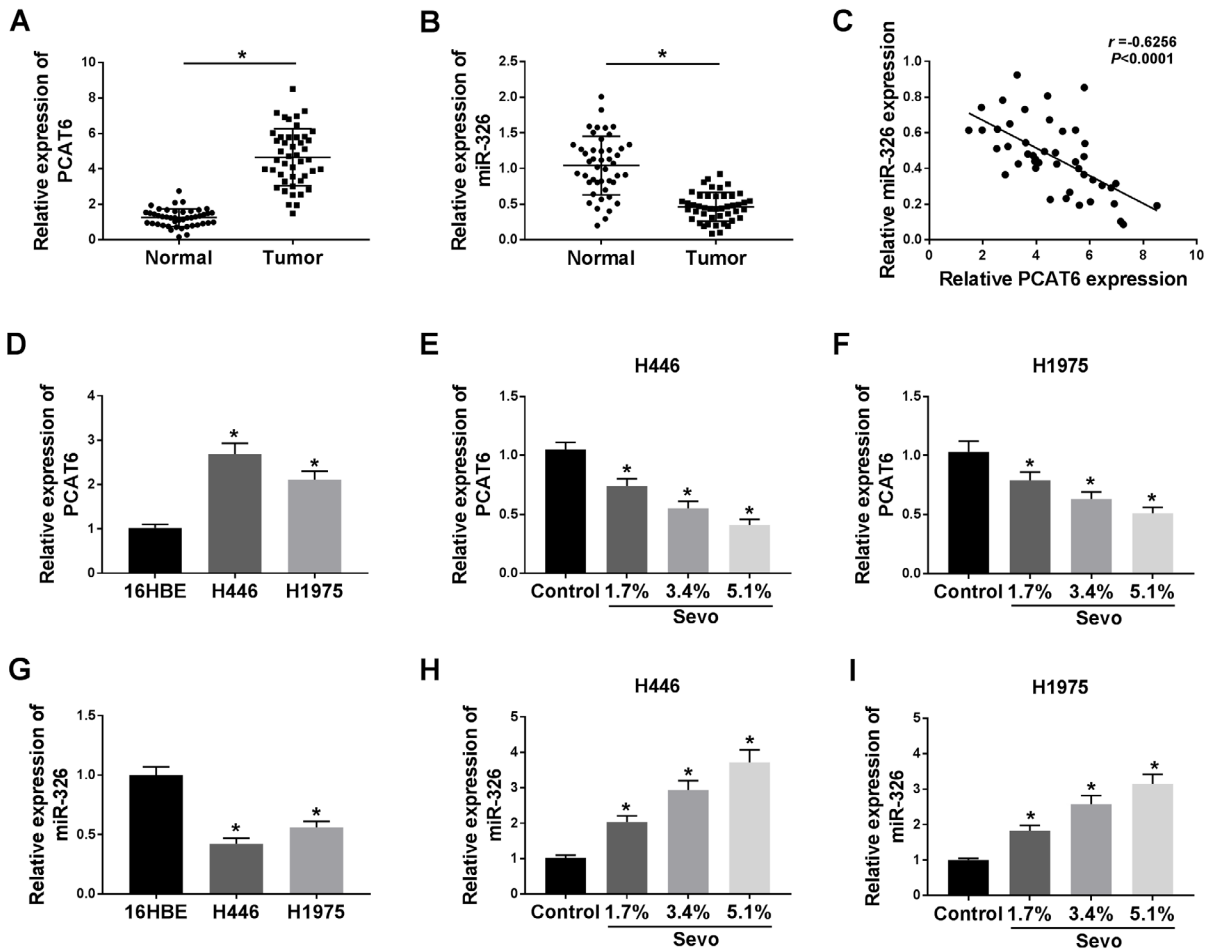 A
Relative expression of
PCAT6
10
8
6
4
2
0
*
Normal
Tumor
B
Relative expression of
miR-326
2.5
2.0
1.5
1.0
0.5
0.0
*
Normal
Tumor
C
Relative miR-326 expression
1.0
0.8
0.6
0.4
0.2
0.0
r =-0.6256
P<0.0001
0 2 4 6 8 10
Relative PCAT6 expression
D
Relative expression of
PCAT6
4
3
2
1
0
*
*
16HBE H446 H1975
E
H446
Relative expression of
PCAT6
1.5
1.0
0.5
0.0
*
*
*
Control 1.7% 3.4% 5.1%
Sevo
F
H1975
Relative expression of
PCAT6
1.5
1.0
0.5
0.0
*
*
*
Control 1.7% 3.4% 5.1%
Sevo
G
Relative expression of
miR-326
1.5
1.0
0.5
0.0
*
*
16HBE H446 H1975
H
H446
Relative expression of
miR-326
5
4
3
2
1
0
*
*
*
Control 1.7% 3.4% 5.1%
Sevo
I
H1975
Relative expression of
miR-326
5
4
3
2
1
0
*
*
*
Control 1.7% 3.4% 5.1%
Sevo